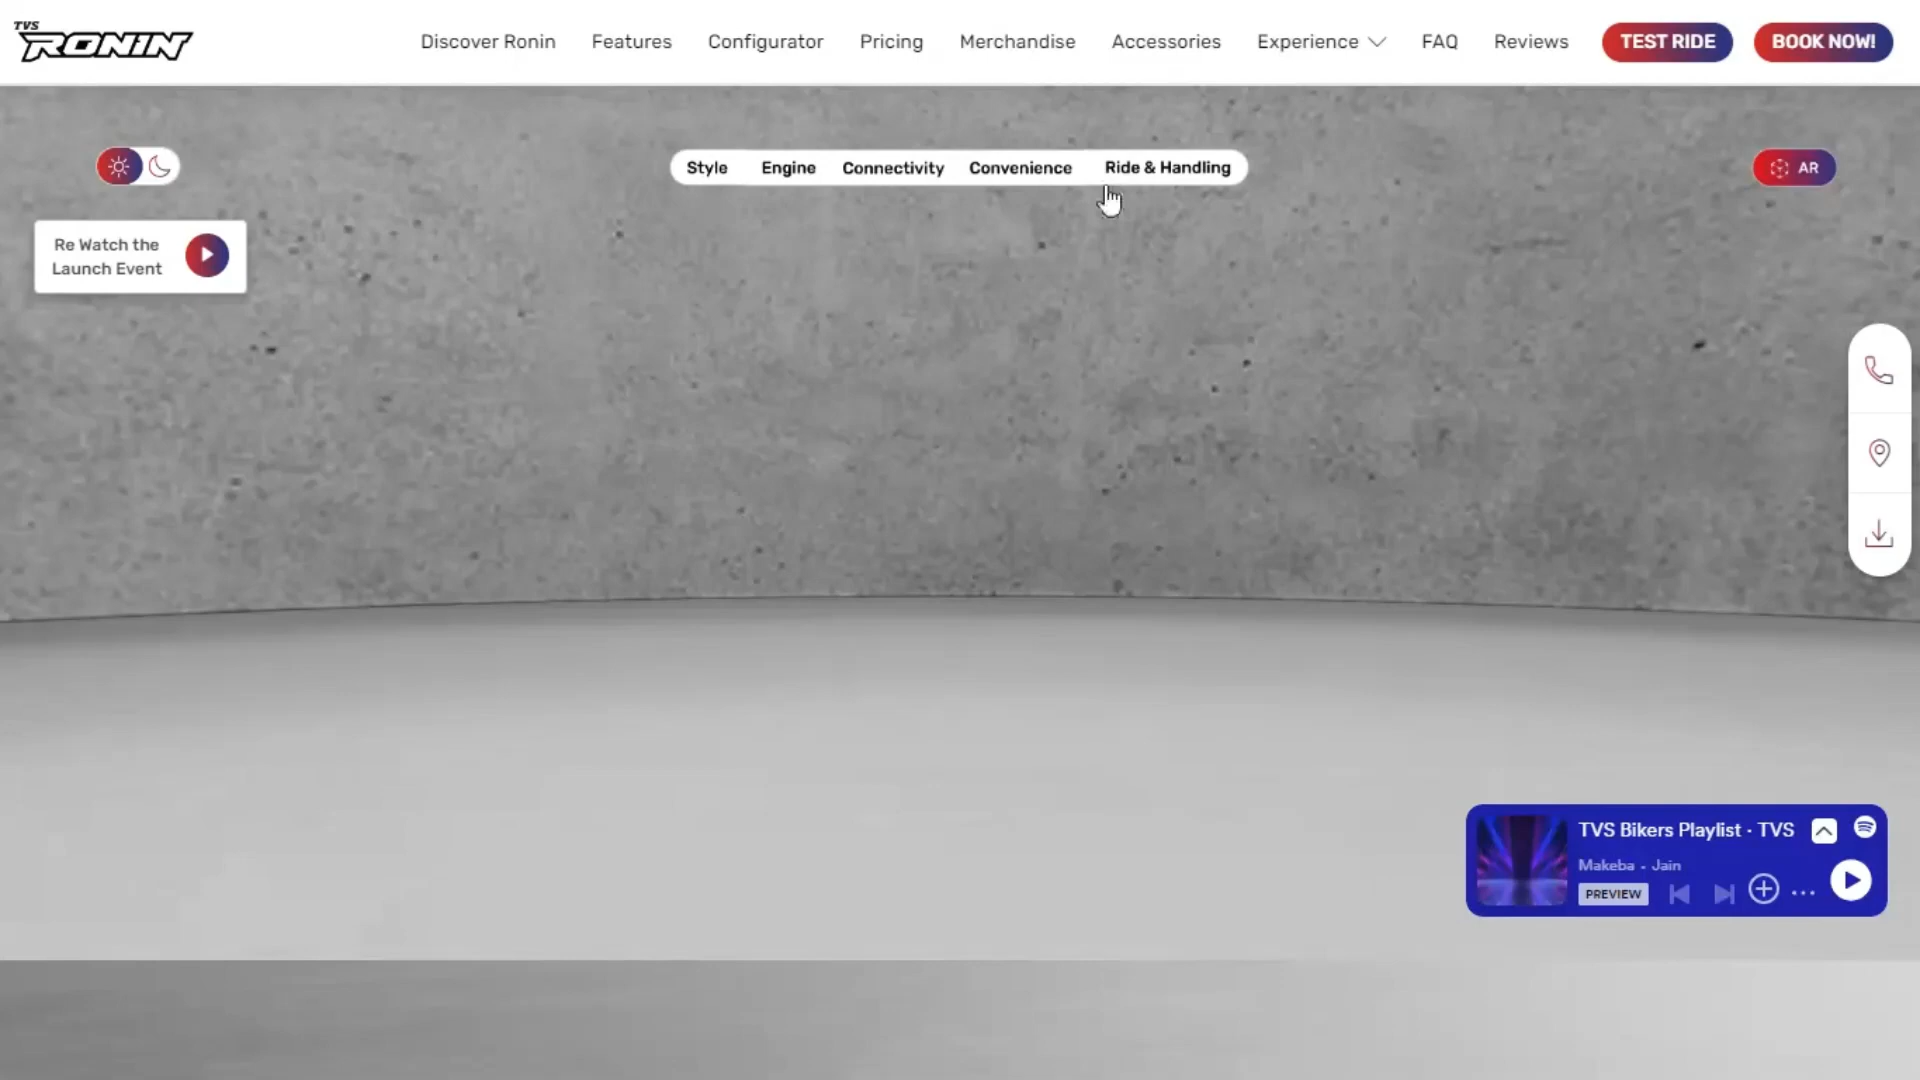 TVS
RONIN
Discover Ronin
Features
Configurator
Pricing
Merchandise
Accessories
Experience
FAQ
Reviews
TEST RIDE
BOOK NOW!
Style
Engine
Connectivity
Convenience
Ride & Handling
AR
Re Watch the
Launch Event
TVS Bikers Playlist · TVS
Makeba - Jain
PREVIEW